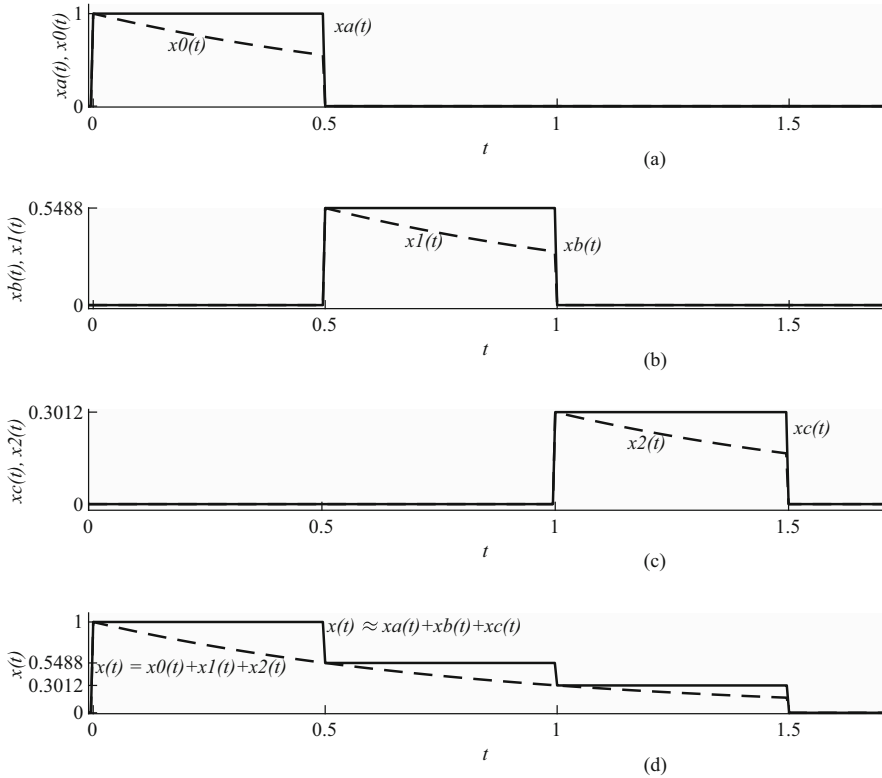 xa(t), x0(t)
1
0
x0(t)
xa(t)
0 0.5 1 1.5
t
(a)
xb(t), x1(t)
0.5488
0
x1(t)
xb(t)
0 0.5 1 1.5
t
(b)
xc(t), x2(t)
0.3012
0
x2(t)
xc(t)
0 0.5 1 1.5
t
(c)
x(t)
1
0.5488
0.3012
0
x(t) ≈ xa(t)+xb(t)+xc(t)
x(t) = x0(t)+x1(t)+x2(t)
0 0.5 1 1.5
t
(d)